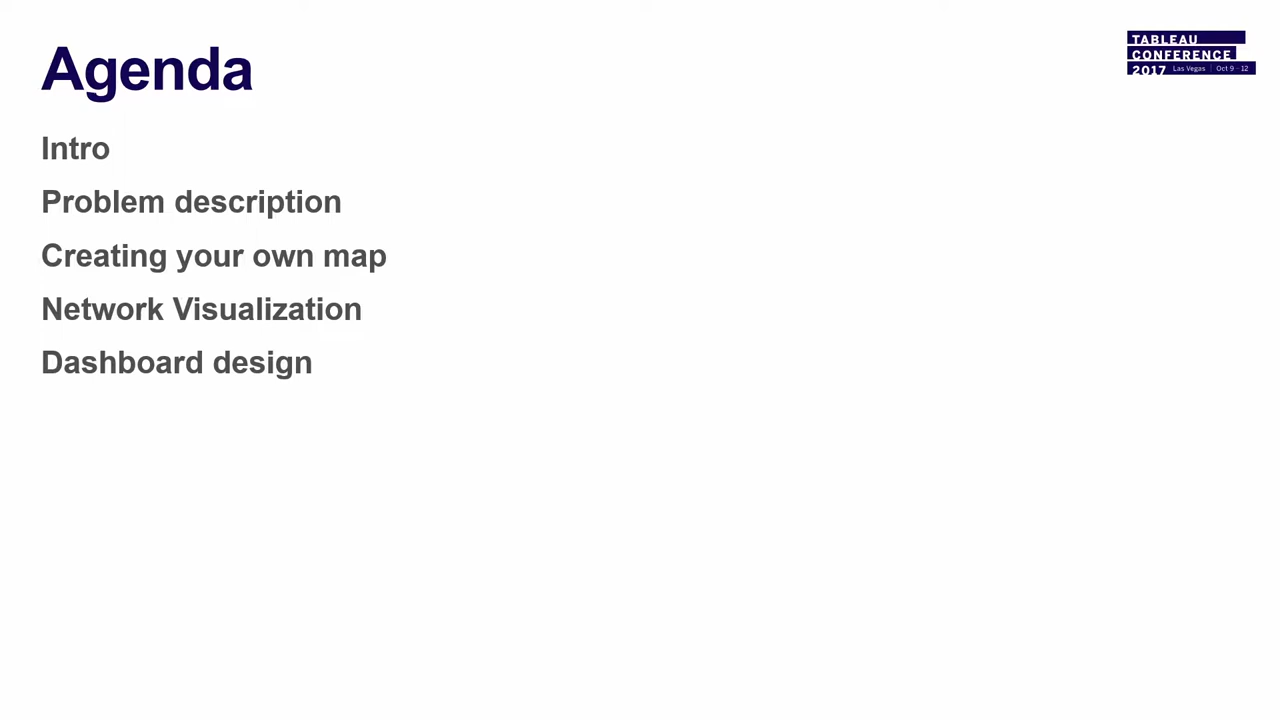 Agenda
TABLEAU
CONFERENCE
2017 Las Vegas | Oct 9 - 12
Intro
Problem description
Creating your own map
Network Visualization
Dashboard design